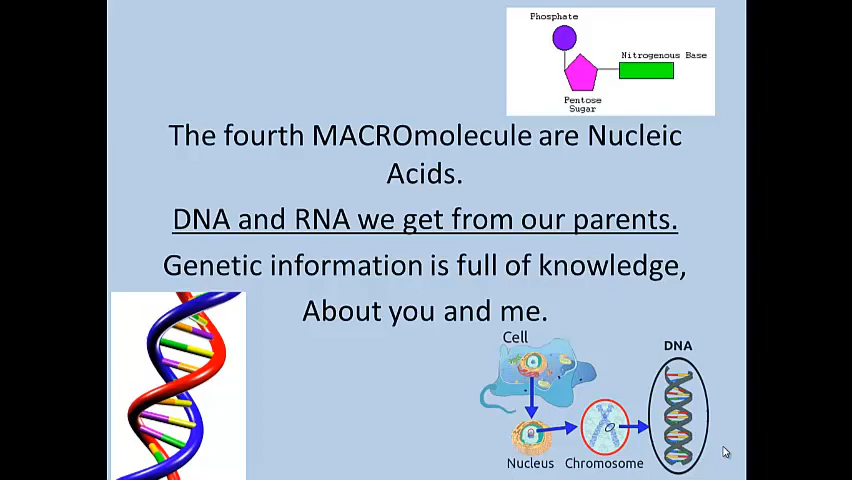 Phosphate
Nitrogenous Base
Pentose
Sugar
The fourth MACROmolecule are Nucleic
Acids.
DNA and RNA we get from our parents.
Genetic information is full of knowledge,
About you and me.
Cell
DNA
Nucleus
Chromosome